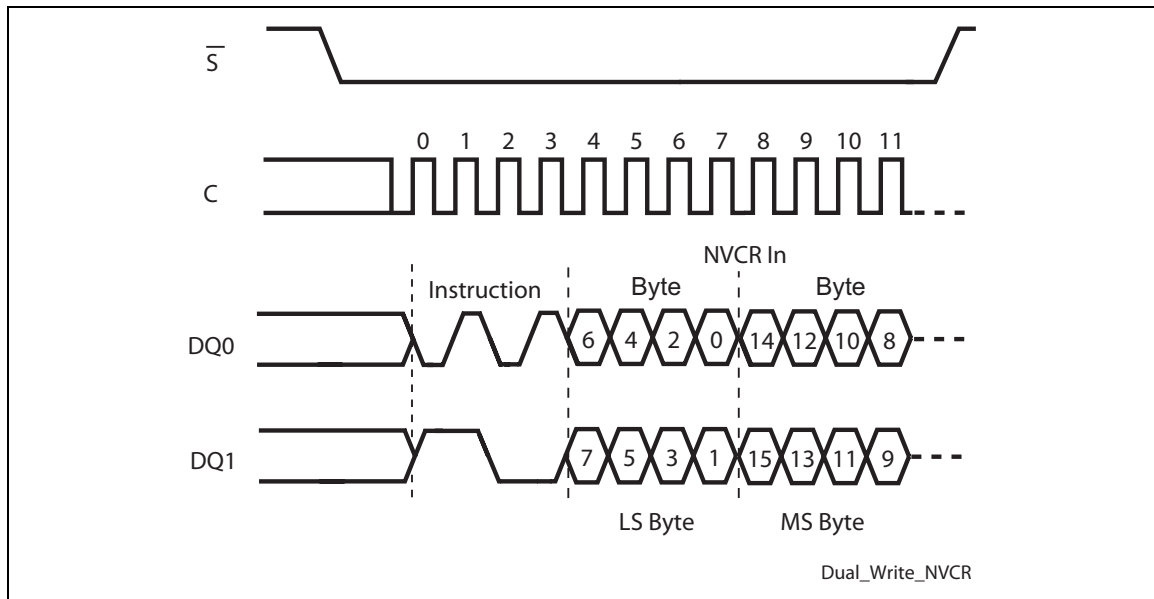 S̅
0 1 2 3 4 5 6 7 8 9 10 11
C
NVCR In
Instruction Byte Byte
DQ0 6 4 2 0 14 12 10 8
DQ1 7 5 3 1 15 13 11 9
LS Byte MS Byte
Dual_Write_NVCR